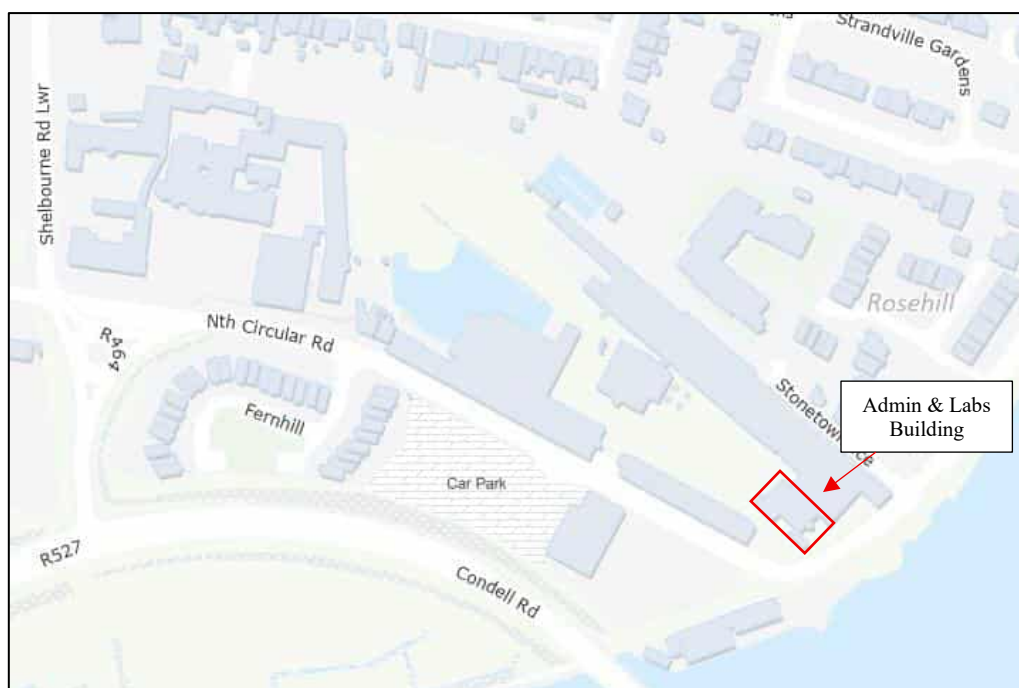 Strandville Gardens
Shelbourne Rd Lwr
Rosehill
Nth Circular Rd
R464
Fernhill
Admin & Labs
Building
Car Park
R527
Condell Rd